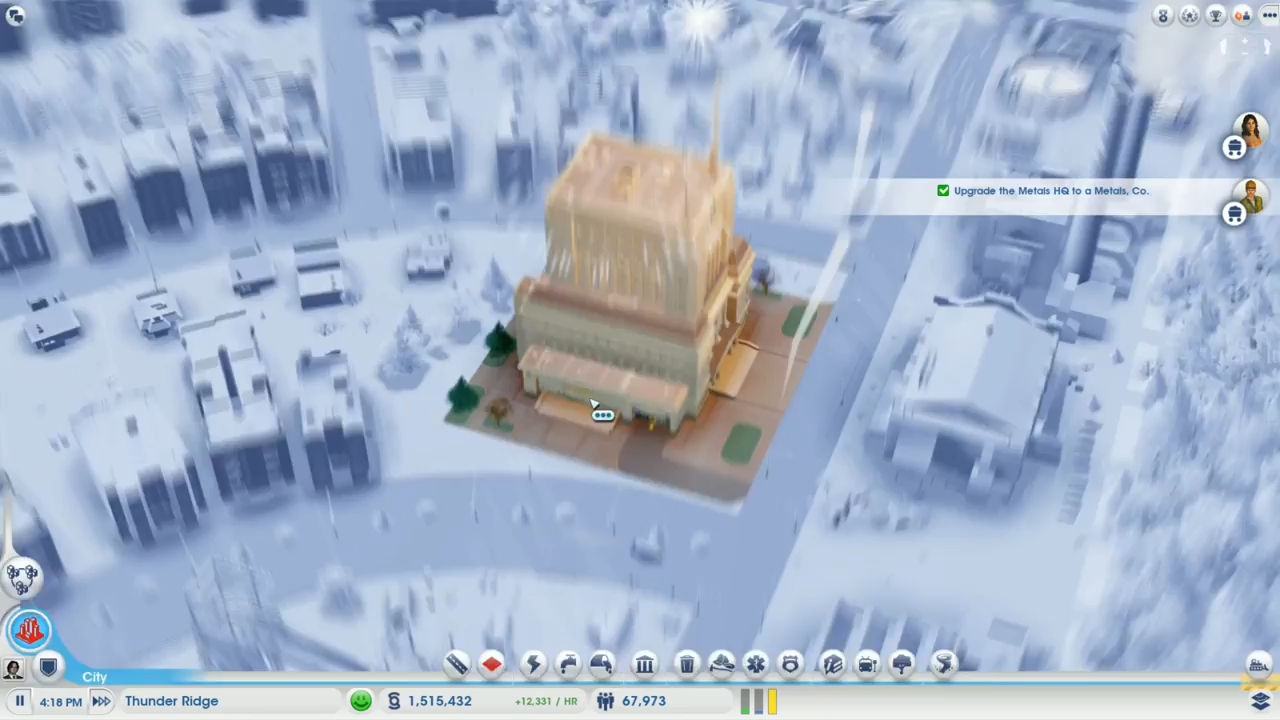 Upgrade the Metals HQ to a Metals, Co.
City
4:18 PM
Thunder Ridge
1,515,432
+12,331 / HR
67,973